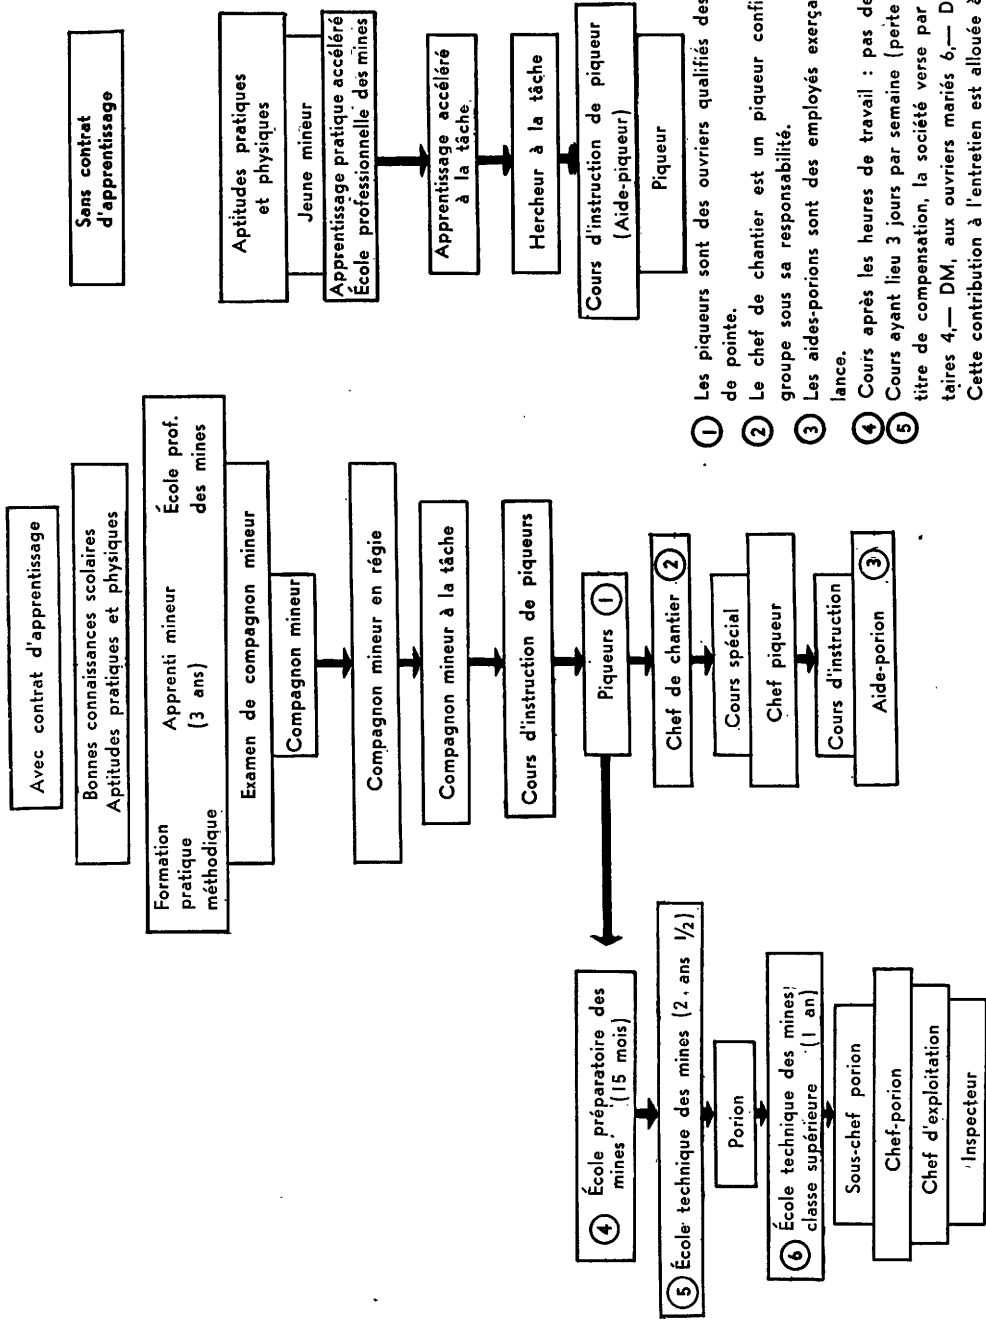 Avec contrat d'apprentissage
Bonnes connaissances scolaires
Aptitudes pratiques et physiques
Formation pratique méthodique
Apprenti mineur (3 ans)
École prof. des mines
Examen de compagnon mineur
Compagnon mineur
Compagnon mineur en régie
Compagnon mineur à la tâche
Cours d'instruction de piqueurs
Piqueurs 1
Chef de chantier 2
Cours spécial
Chef piqueur
Cours d'instruction
Aide-porion 3
4 École préparatoire des
mines (15 mois)
5 École technique des mines (2 ans 1/2)
Porion
6 École technique des mines
classe supérieure (1 an)
Sous-chef porion
Chef-porion
Chef d'exploitation
Inspecteur
Sans contrat
d'apprentissage
Aptitudes pratiques
et physiques
Jeune mineur
Apprentissage pratique accéléré
École professionnelle des mines
Apprentissage accéléré
à la tâche
Hercheur à la tâche
Cours d'instruction de piqueur
(Aide-piqueur)
Piqueur
1 Les piqueurs sont des ouvriers qualifiés des
de pointe.
2 Le chef de chantier est un piqueur confi
groupe sous sa responsabilité.
3 Les aides-porions sont des employés exerça
lance.
4 Cours après les heures de travail : pas de
5 Cours ayant lieu 3 jours par semaine (perte
titre de compensation, la société verse par
taires 4,— DM, aux ouvriers mariés 6,— D
Cette contribution à l'entretien est allouée à